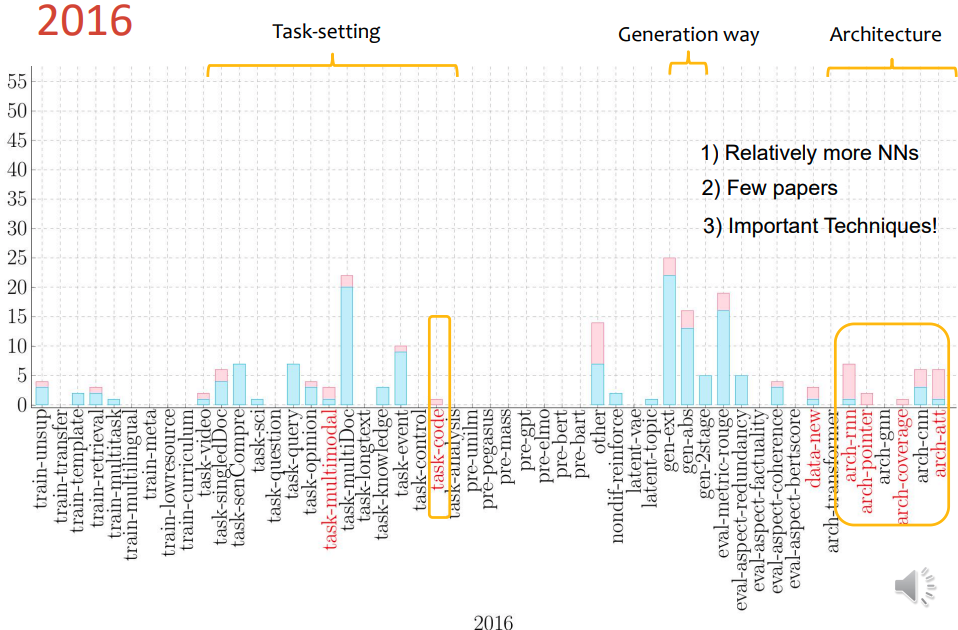 2016
Task-setting
Generation way
Architecture
55
50
45
40
35
30
25
20
15
10
5
0
1) Relatively more NNs
2) Few papers
3) Important Techniques!
train-unsup
train-transfer
train-template
train-retrieval
train-multitask
train-multilingual
train-meta
train-lowresource
train-curriculum
task-video
task-singledDoc
task-senCompre
task-sci
task-question
task-query
task-opinion
task-multimodal
task-multiDoc
task-longtext
task-knowledge
task-event
task-control
task-code
task-analysis
pre-unilm
pre-pegasus
pre-mass
pre-gpt
pre-elmo
pre-bert
pre-bart
other
nondif-reinforce
latent-vae
latent-topic
gen-ext
gen-abs
gen-2stage
eval-metric-rouge
eval-aspect-redundancy
eval-aspect-factuality
eval-aspect-coherence
eval-aspect-bertscore
data-new
arch-transformer
arch-rnn
arch-pointer
arch-gnn
arch-coverage
arch-cnn
arch-att
2016